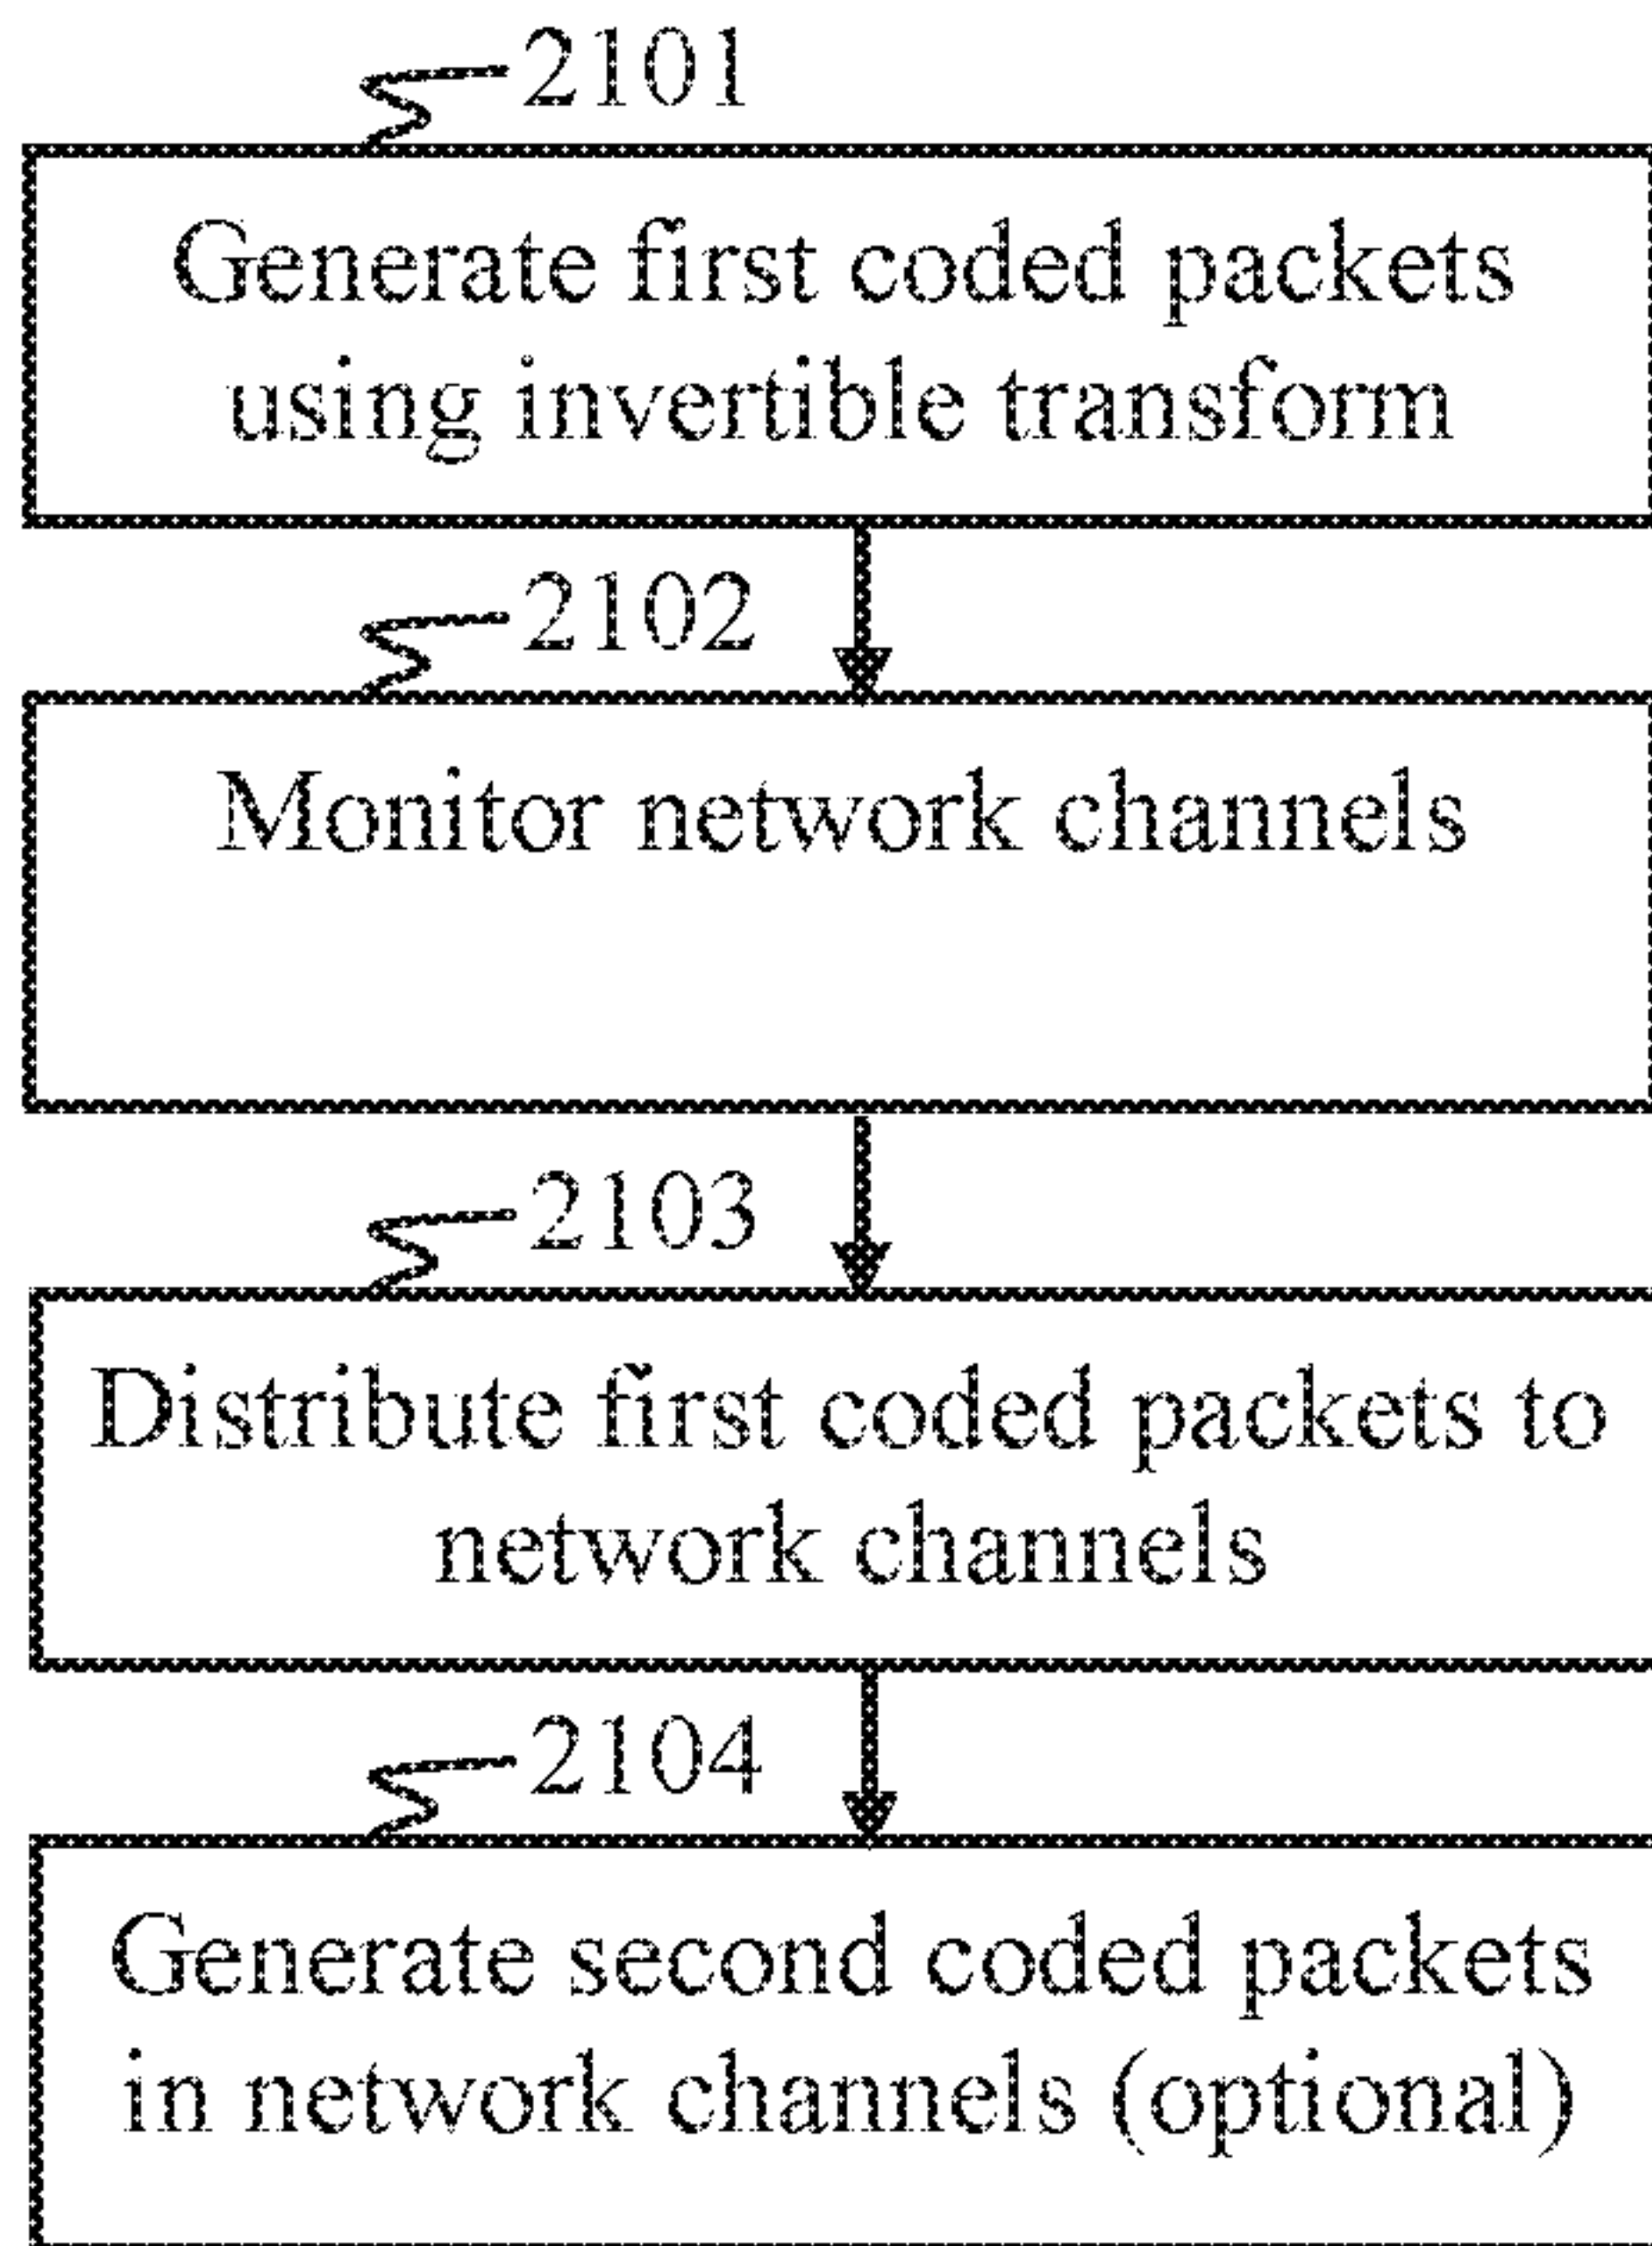 2101
Generate first coded packets
using invertible transform
2102
Monitor network channels
2103
Distribute first coded packets to
network channels
2104
Generate second coded packets
in network channels (optional)